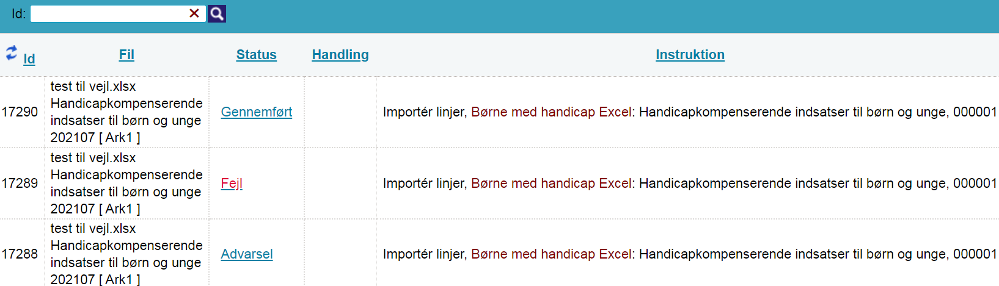 Id:
Id Fil Status Handling Instruktion
test til vejl.xlsx
Handicapkompenserende
indsatser til børn og unge
202107 [ Ark1 ]
17290
Gennemført
Importér linjer, Børne med handicap Excel: Handicapkompenserende indsatser til børn og unge, 000001
test til vejl.xlsx
Handicapkompenserende
indsatser til børn og unge
202107 [ Ark1 ]
17289
Fejl
Importér linjer, Børne med handicap Excel: Handicapkompenserende indsatser til børn og unge, 000001
test til vejl.xlsx
Handicapkompenserende
indsatser til børn og unge
202107 [ Ark1 ]
17288
Advarsel
Importér linjer, Børne med handicap Excel: Handicapkompenserende indsatser til børn og unge, 000001